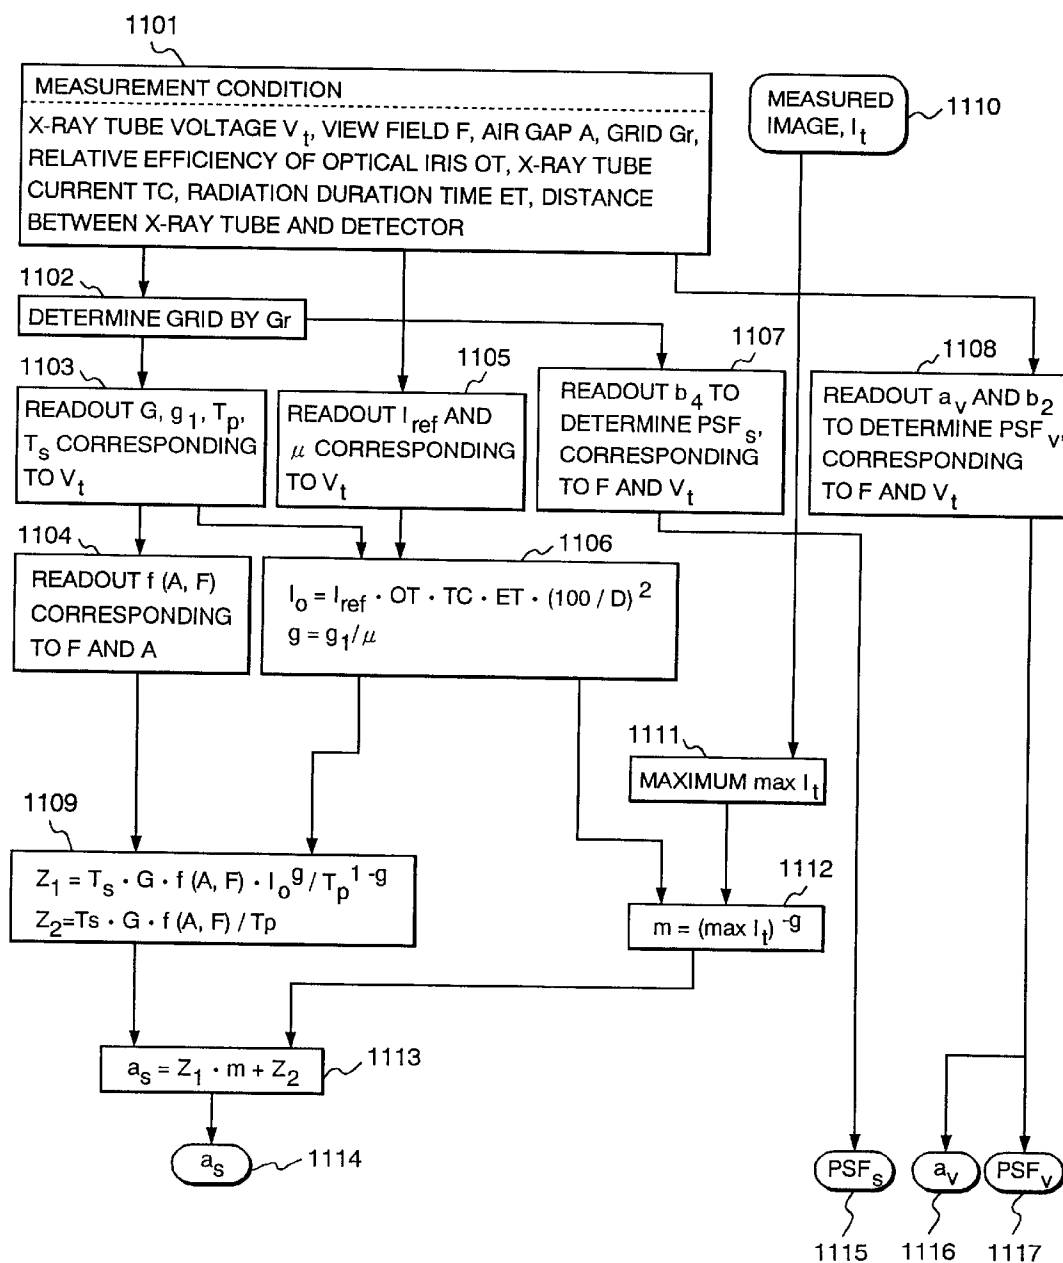 1101
MEASUREMENT CONDITION
X-RAY TUBE VOLTAGE V_t, VIEW FIELD F, AIR GAP A, GRID Gr,
RELATIVE EFFICIENCY OF OPTICAL IRIS OT, X-RAY TUBE
CURRENT TC, RADIATION DURATION TIME ET, DISTANCE
BETWEEN X-RAY TUBE AND DETECTOR
MEASURED
IMAGE, I_t
1110
1102
DETERMINE GRID BY Gr
1103
READOUT G, g_1, T_p,
T_s CORRESPONDING
TO V_t
1105
READOUT I_ref AND
μ CORRESPONDING
TO V_t
1107
READOUT b_4 TO
DETERMINE PSF_s,
CORRESPONDING
TO F AND V_t
1108
READOUT a_v AND b_2
TO DETERMINE PSF_v,
CORRESPONDING
TO F AND V_t
1104
READOUT f (A, F)
CORRESPONDING
TO F AND A
1106
I_o = I_ref · OT · TC · ET · (100 / D)^2
g = g_1/μ
1111
MAXIMUM max I_t
1109
Z_1 = T_s · G · f (A, F) · I_o^g / T_p^1-g
Z_2=Ts · G · f (A, F) / Tp
1112
m = (max I_t)^-g
a_s = Z_1 · m + Z_2
1113
a_s
1114
PSF_s
a_v
PSF_v
1115
1116
1117